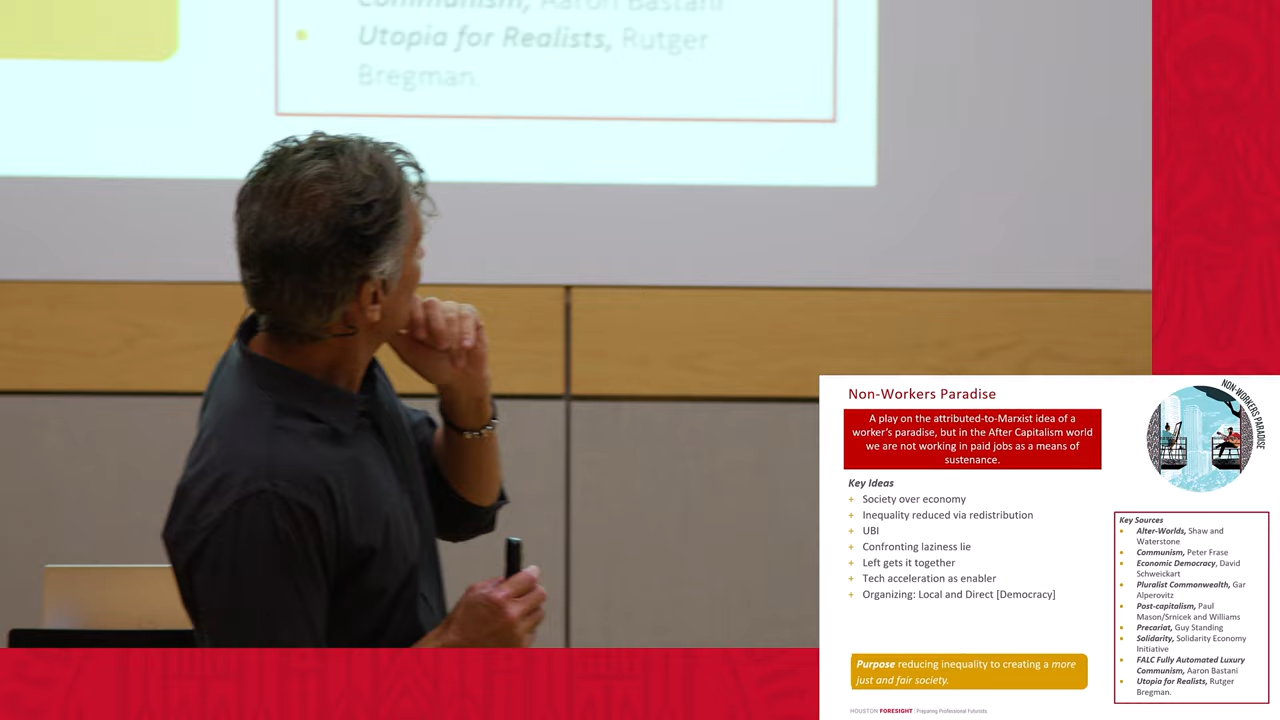 Communism, Aaron Bastani
Utopia for Realists, Rutger
Bregman.
Non-Workers Paradise
NON-WORKERS PARADISE
A play on the attributed-to-Marxist idea of a
worker's paradise, but in the After Capitalism world
we are not working in paid jobs as a means of
sustenance.
Key Ideas
+ Society over economy
+ Inequality reduced via redistribution
+ UBI
+ Confronting laziness lie
+ Left gets it together
+ Tech acceleration as enabler
+ Organizing: Local and Direct [Democracy]
Purpose reducing inequality to creating a more
just and fair society.
Key Sources
Alter-Worlds, Shaw and
Waterstone
Communism, Peter Frase
Economic Democracy, David
Schweickart
Pluralist Commonwealth, Gar
Alperovitz
Post-capitalism, Paul
Mason/Srnicek and Williams
Precariat, Guy Standing
Solidarity, Solidarity Economy
Initiative
FALC Fully Automated Luxury
Communism, Aaron Bastani
Utopia for Realists, Rutger
Bregman.
HOUSTON FORESIGHT | Preparing Professional Futurists